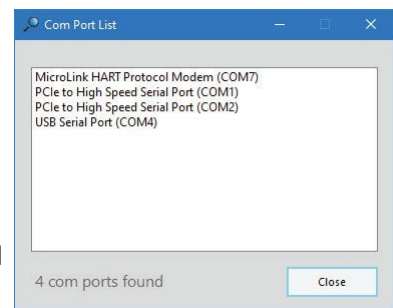 Com Port List
MicroLink HART Protocol Modem (COM7)
PCIe to High Speed Serial Port (COM1)
PCIe to High Speed Serial Port (COM2)
USB Serial Port (COM4)
4 com ports found
Close